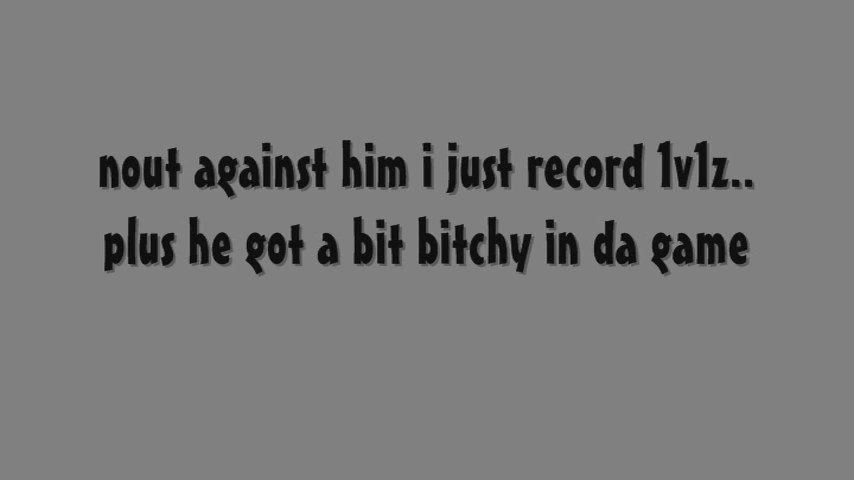 nout against him i just record 1v1z..
plus he got a bit bitchy in da game